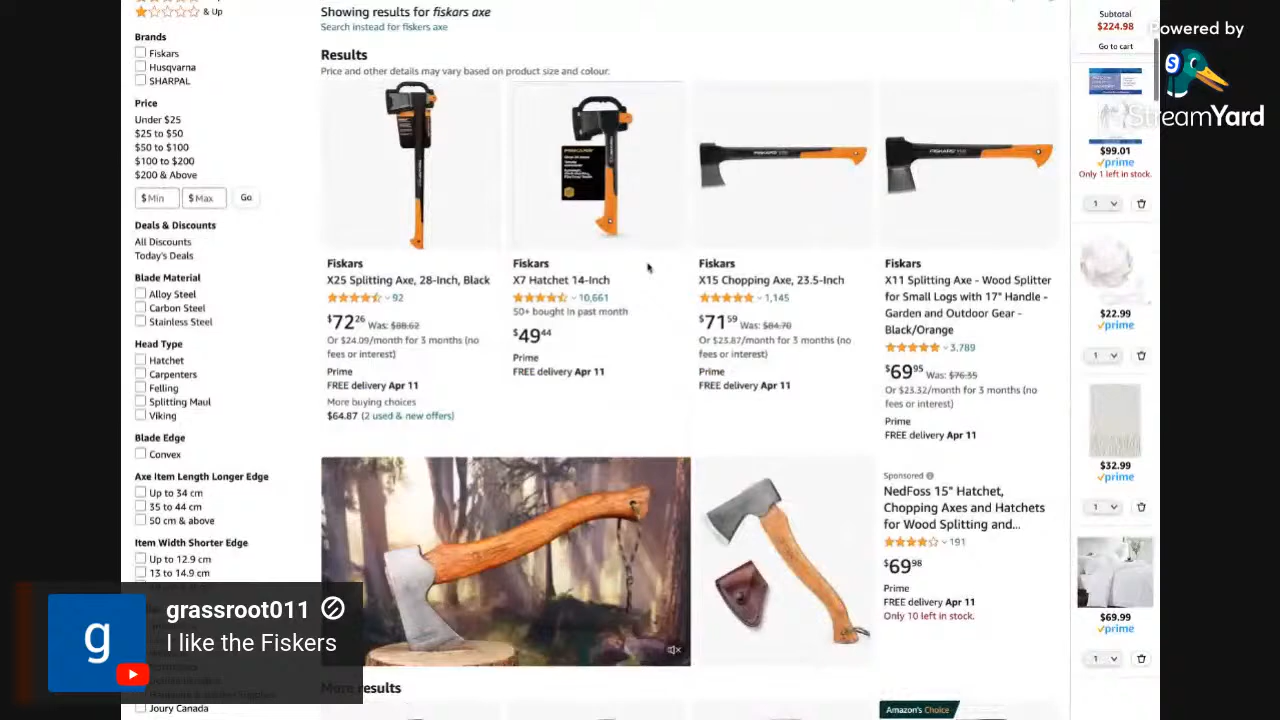 & Up
Brands
Fiskars
Husqvarna
SHARPAL
Price
Under $25
$25 to $50
$50 to $100
$100 to $200
$200 & Above
$ Min
$ Max
Go
Deals & Discounts
All Discounts
Today's Deals
Blade Material
Alloy Steel
Carbon Steel
Stainless Steel
Head Type
Hatchet
Carpenters
Felling
Splitting Maul
Viking
Blade Edge
Convex
Axe Item Length Longer Edge
Up to 34 cm
35 to 44 cm
50 cm & above
Item Width Shorter Edge
Up to 12.9 cm
13 to 14.9 cm
Joury Canada
Showing results for fiskars axe
Search instead for fiskers axe
Results
Price and other details may vary based on product size and colour.
Fiskars
X25 Splitting Axe, 28-Inch, Black
92
$72 26 Was: $88.62
Or $24.09/month for 3 months (no
fees or interest)
Prime
FREE delivery Apr 11
More buying choices
$64.87 (2 used & new offers)
FISKARS
Fiskars
X7 Hatchet 14-Inch
10,661
50+ bought in past month
$49 44
Prime
FREE delivery Apr 11
FISKARS
Fiskars
X15 Chopping Axe, 23.5-Inch
1,145
$71 59 Was: $84.70
Or $23.87/month for 3 months (no
fees or interest)
Prime
FREE delivery Apr 11
FISKARS
Fiskars
X11 Splitting Axe - Wood Splitter
for Small Logs with 17" Handle -
Garden and Outdoor Gear -
Black/Orange
3,789
$69 95 Was: $76.35
Or $23.32/month for 3 months (no
fees or interest)
Prime
FREE delivery Apr 11
Sponsored
NedFoss 15" Hatchet,
Chopping Axes and Hatchets
for Wood Splitting and...
191
$69 98
Prime
FREE delivery Apr 11
Only 10 left in stock.
More results
Amazon's Choice
Subtotal
$224.98
Go to cart
$99.01
prime
Only 1 left in stock.
1
$22.99
prime
1
$32.99
prime
1
$69.99
prime
1
Powered by
S
StreamYard
g
grassroot011
I like the Fiskers